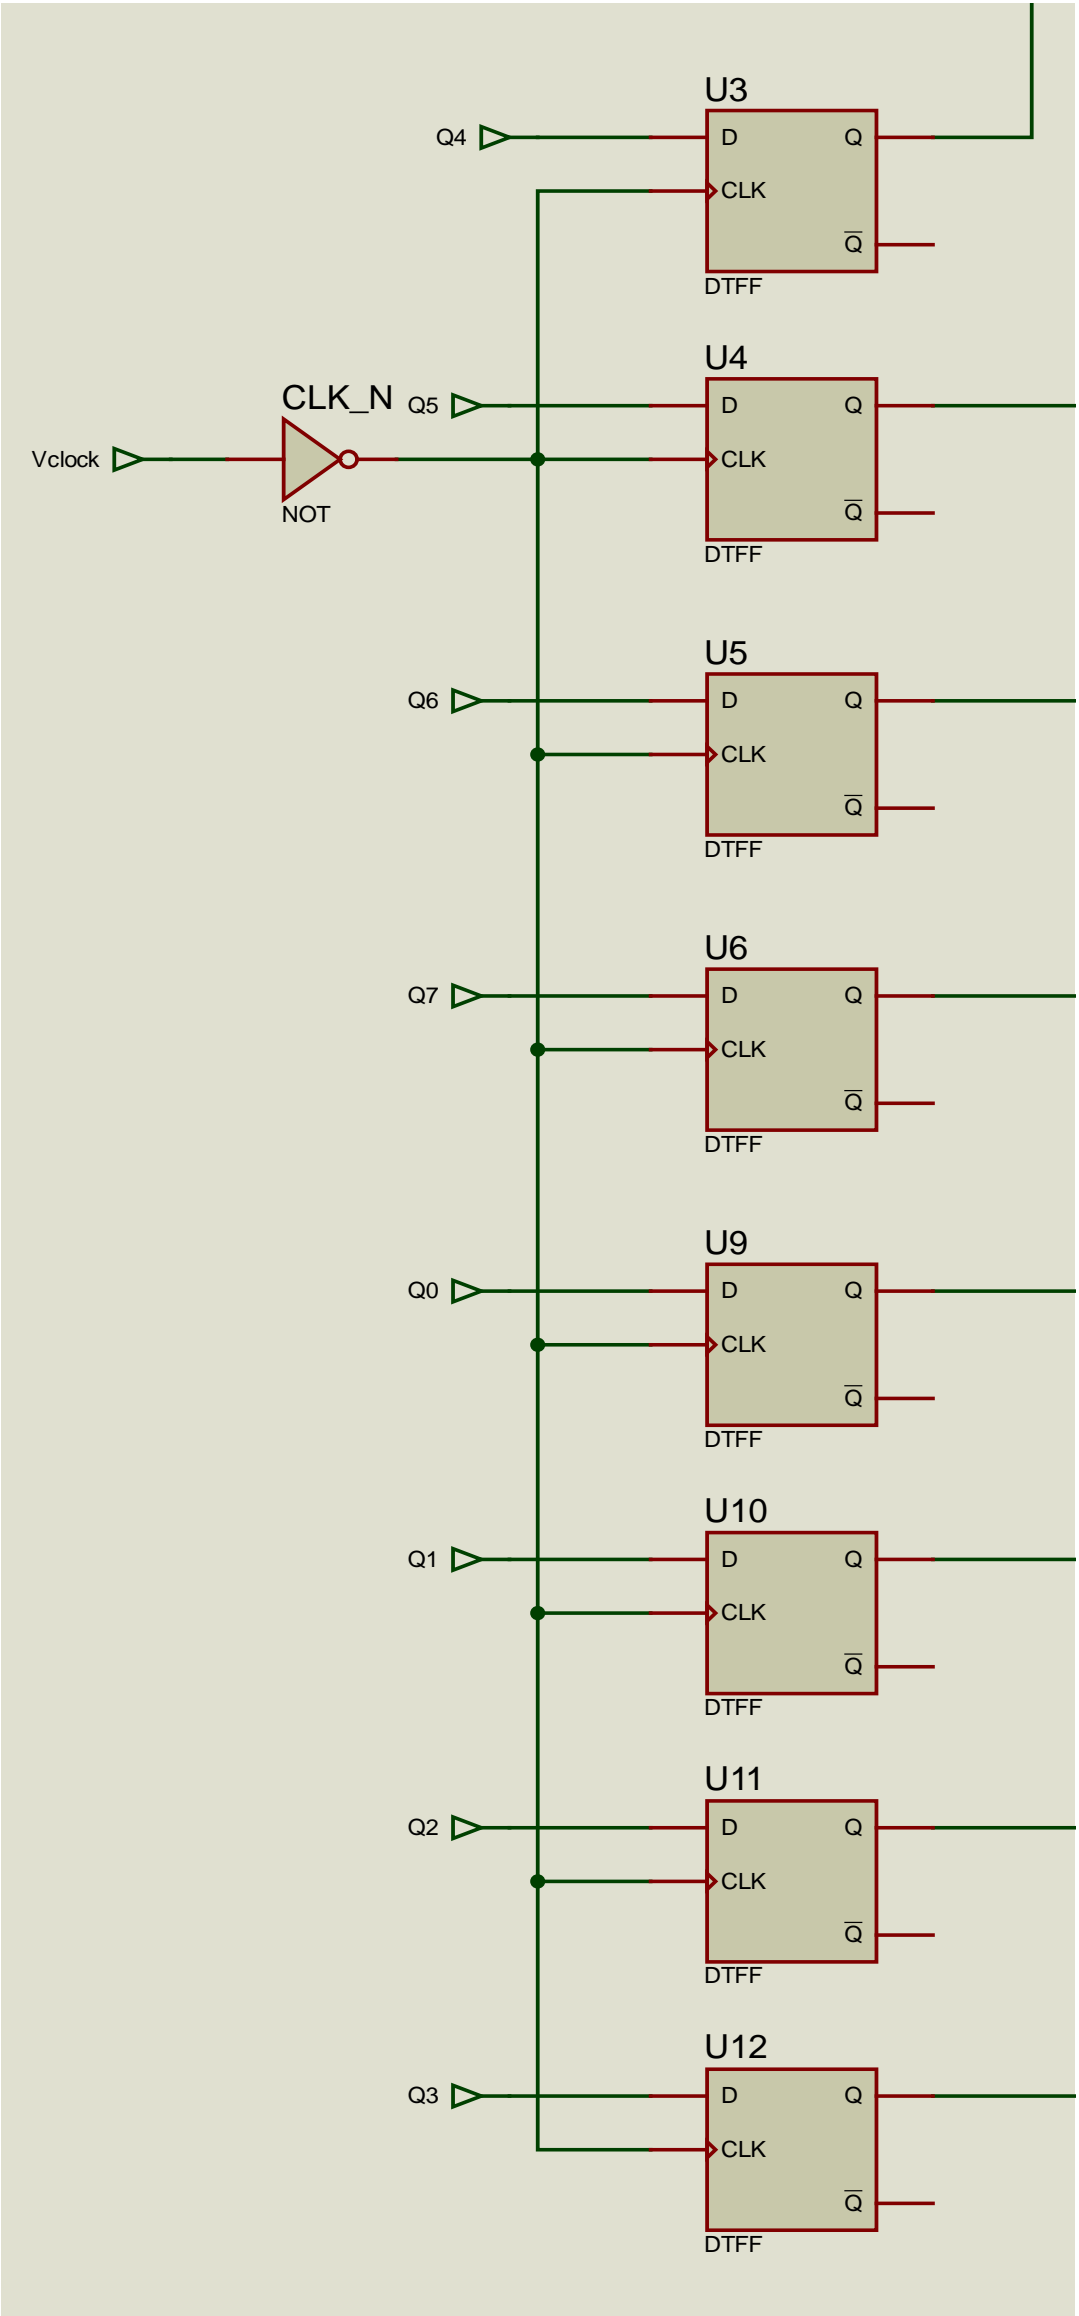 U3
Q4 D Q
CLK
Q̅
DTFF
U4
CLK_N Q5 D Q
Vclock CLK
NOT Q̅
DTFF
U5
Q6 D Q
CLK
Q̅
DTFF
U6
Q7 D Q
CLK
Q̅
DTFF
U9
Q0 D Q
CLK
Q̅
DTFF
U10
Q1 D Q
CLK
Q̅
DTFF
U11
Q2 D Q
CLK
Q̅
DTFF
U12
Q3 D Q
CLK
Q̅
DTFF